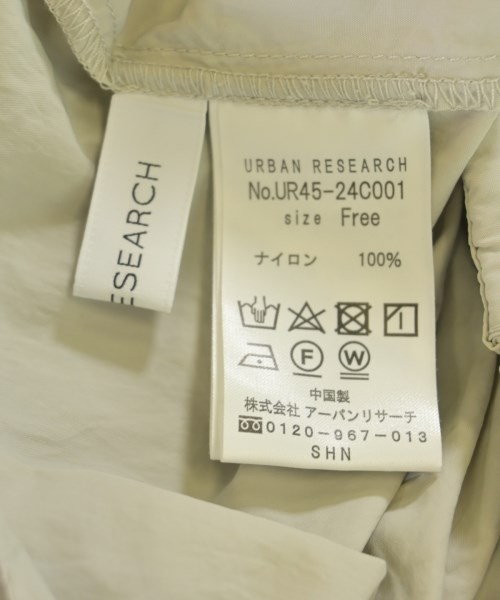 ESEARCH
URBAN RESEARCH
No.UR45-24C001
size Free
ナイロン 100%
F W
中国製
株式会社 アーバンリサーチ
0120-967-013
SHN